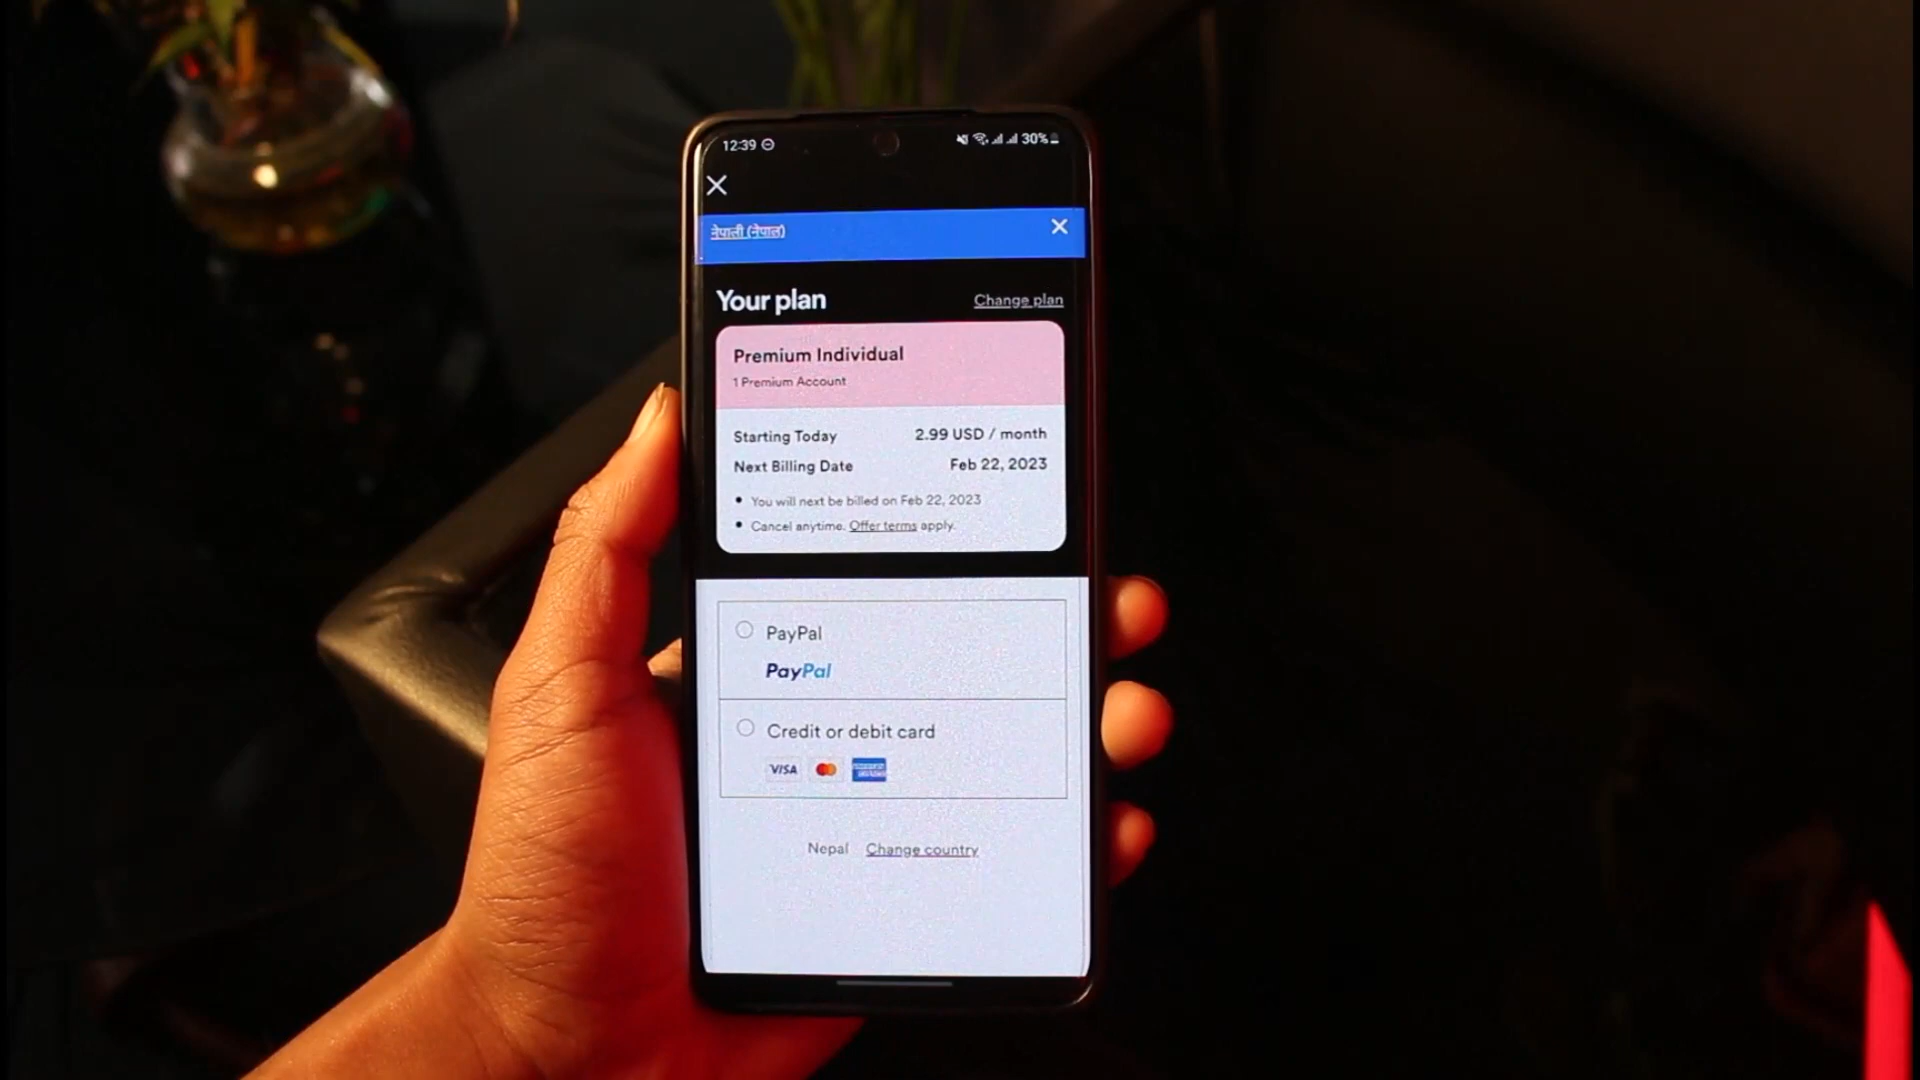 12:39
30%
नेपाली (नेपाल)
Your plan
Change plan
Premium Individual
1 Premium Account
Starting Today 2.99 USD / month
Next Billing Date Feb 22, 2023
You will next be billed on Feb 22, 2023
Cancel anytime. Offer terms apply.
PayPal
PayPal
Credit or debit card
VISA
Nepal Change country